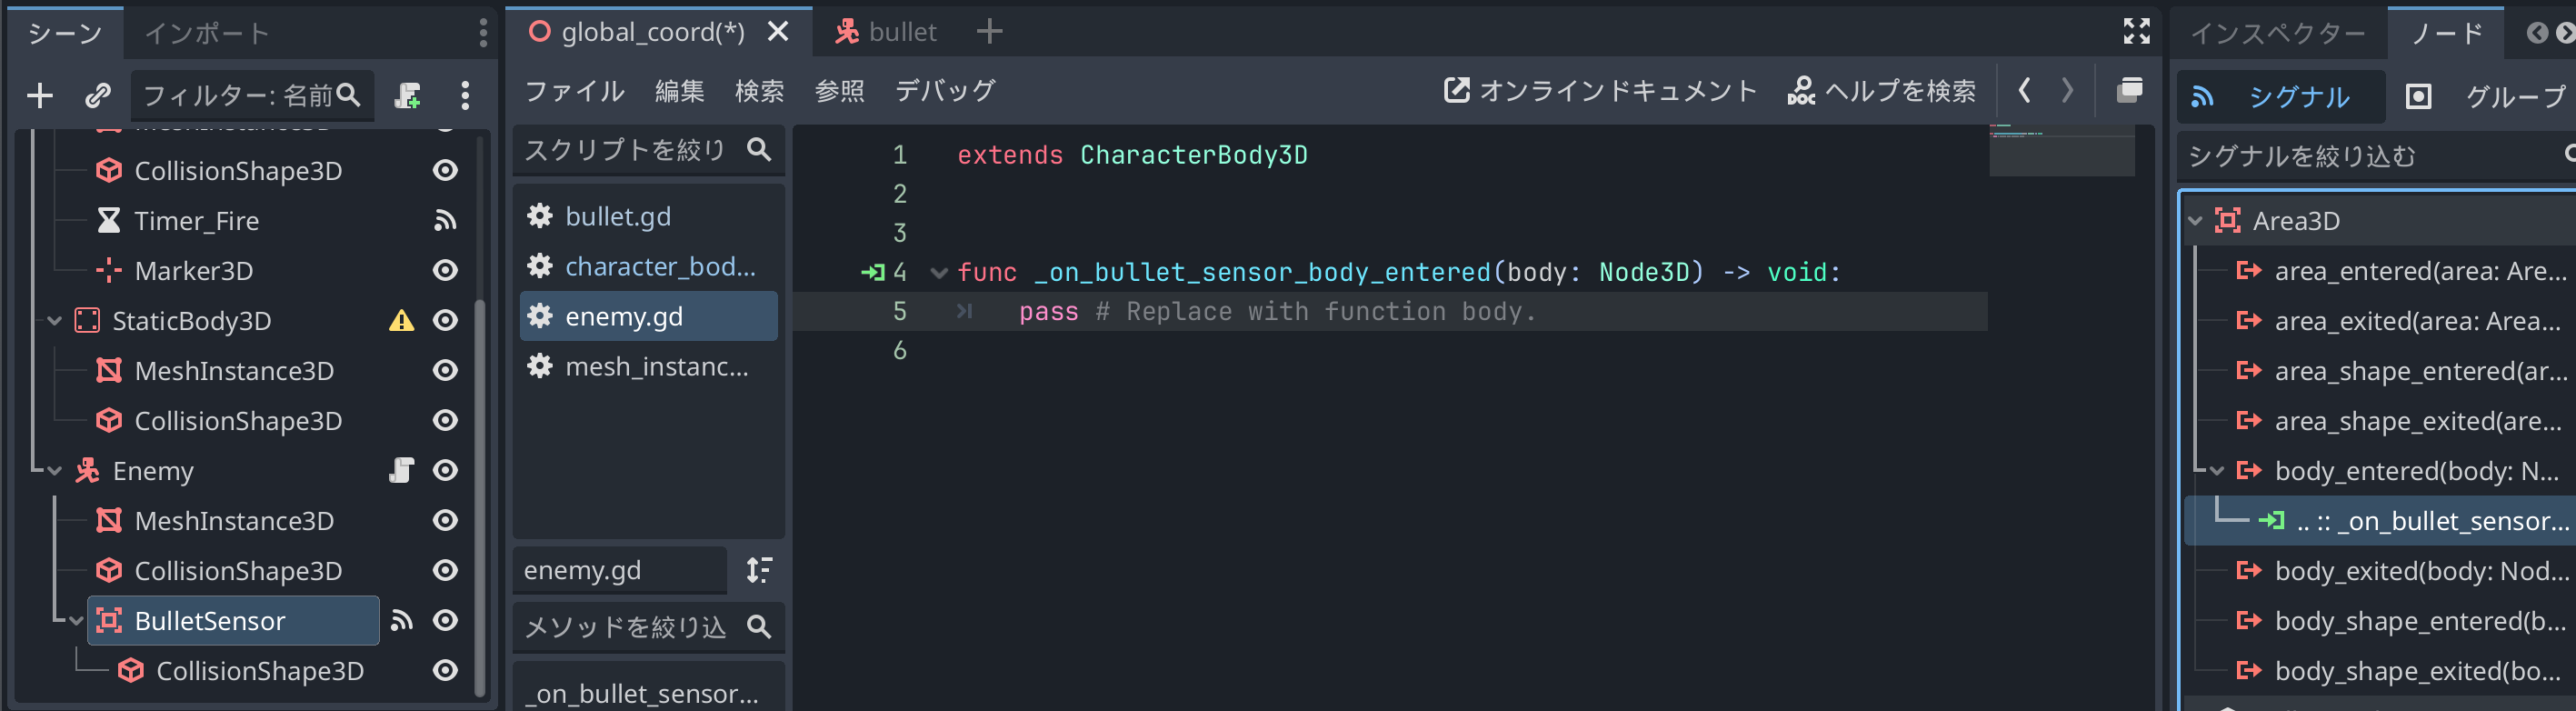 シーン
インポート
フィルター: 名前
MeshInstance3D
CollisionShape3D
Timer_Fire
Marker3D
StaticBody3D
MeshInstance3D
CollisionShape3D
Enemy
MeshInstance3D
CollisionShape3D
BulletSensor
CollisionShape3D
global_coord(*)
bullet
ファイル 編集 検索 参照 デバッグ
オンラインドキュメント ヘルプを検索
スクリプトを絞り
bullet.gd
character_bod...
enemy.gd
mesh_instanc...
enemy.gd
メソッドを絞り込
_on_bullet_sensor...
1 extends CharacterBody3D
2
3
4 func _on_bullet_sensor_body_entered(body: Node3D) -> void:
5 pass # Replace with function body.
6
インスペクター
ノード
シグナル
グループ
シグナルを絞り込む
Area3D
area_entered(area: Are...
area_exited(area: Area...
area_shape_entered(ar...
area_shape_exited(are...
body_entered(body: N...
.. :: _on_bullet_sensor...
body_exited(body: Nod...
body_shape_entered(b...
body_shape_exited(bo...